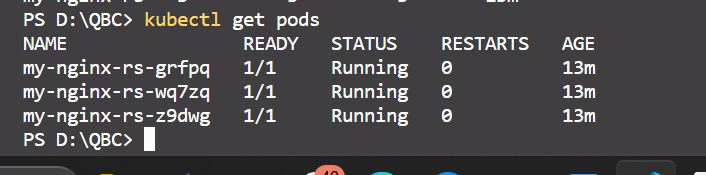 PS D:\QBC> kubectl get pods
NAME READY STATUS RESTARTS AGE
my-nginx-rs-grfpq 1/1 Running 0 13m
my-nginx-rs-wq7zq 1/1 Running 0 13m
my-nginx-rs-z9dwg 1/1 Running 0 13m
PS D:\QBC>